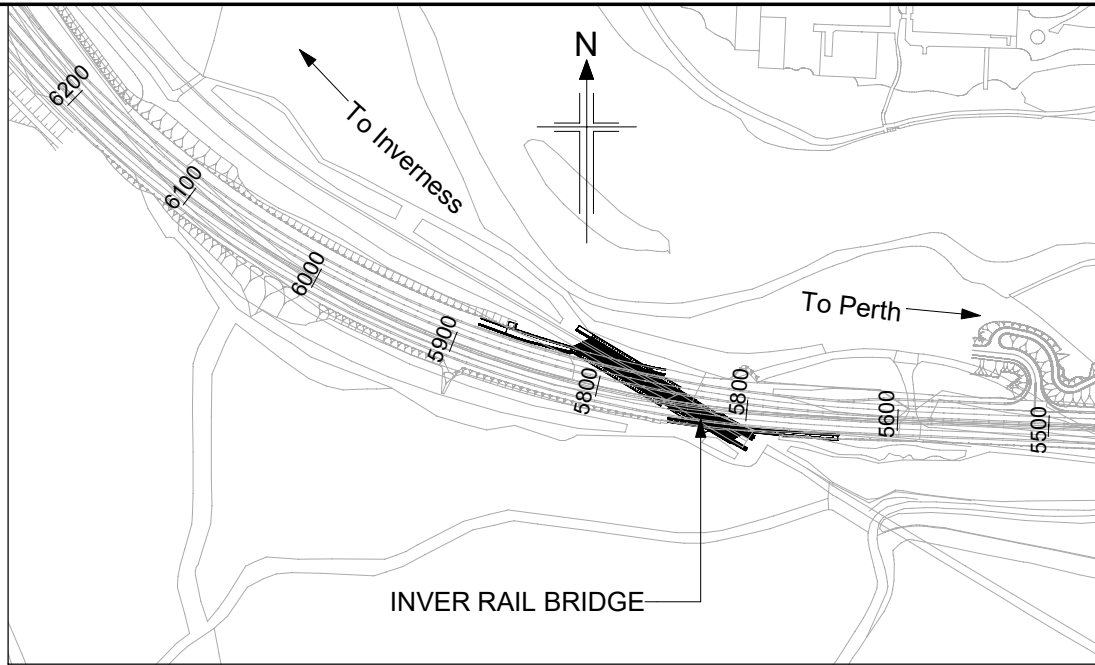 N
6200
To Inverness
6100
6000
To Perth
5900
5800
5800
5600
5500
INVER RAIL BRIDGE